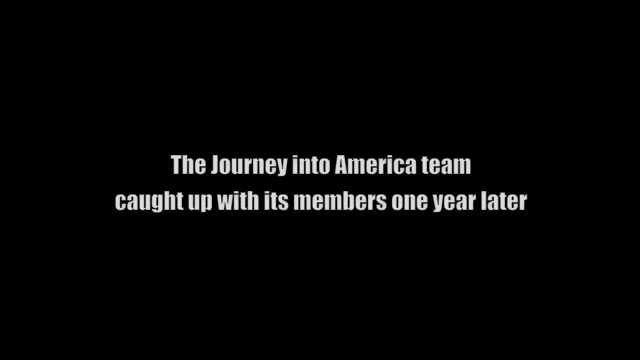 The Journey into America team
caught up with its members one year later